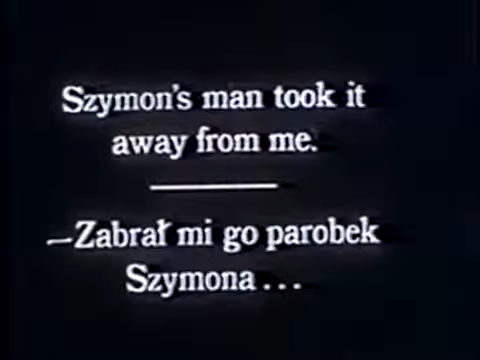 Szymon's man took it
away from me.
—Zabrał mi go parobek
Szymona...